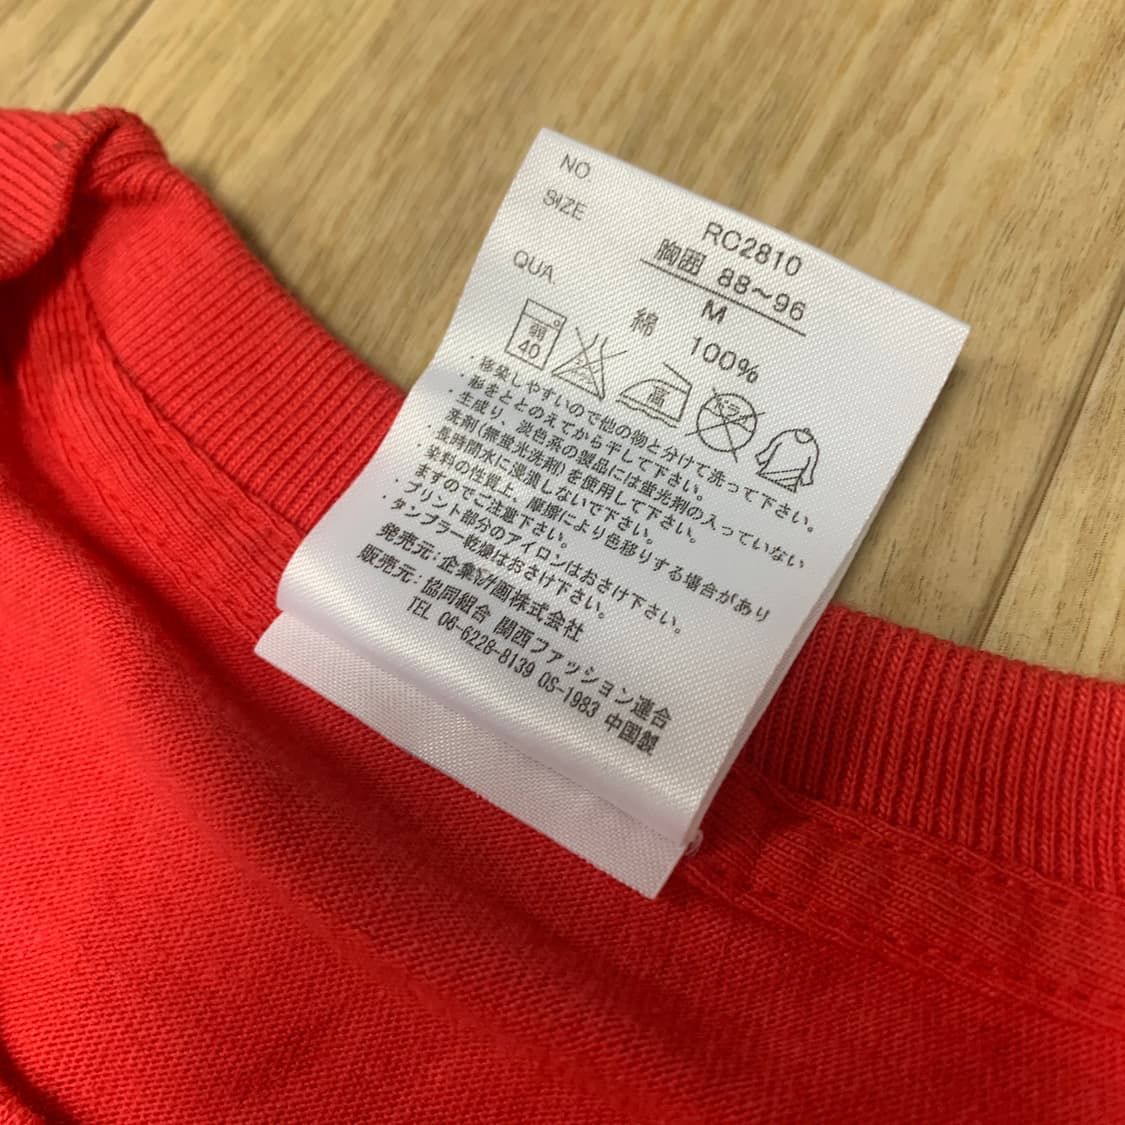 NO. RC2810
SIZE 胸囲 88~96
M
QUA. 綿 100%
弱 40 エンソサラシ 高 ドライ
・移染しやすいので他の物と分けて洗って下さい。
・形をととのえてから干して下さい。
・生成り、淡色系の製品には蛍光剤の入っていない
洗剤(無蛍光洗剤)を使用して下さい。
・長時間水に浸漬しないで下さい。
・染料の性質上、摩擦により色移りする場合があり
ますのでご注意下さい。
・プリント部分のアイロンはおさけ下さい。
・タンブラー乾燥はおさけ下さい。
発売元:企業計画株式会社
販売元:協同組合 関西ファッション連合
TEL 06-6228-8139 OS-1983 中国製